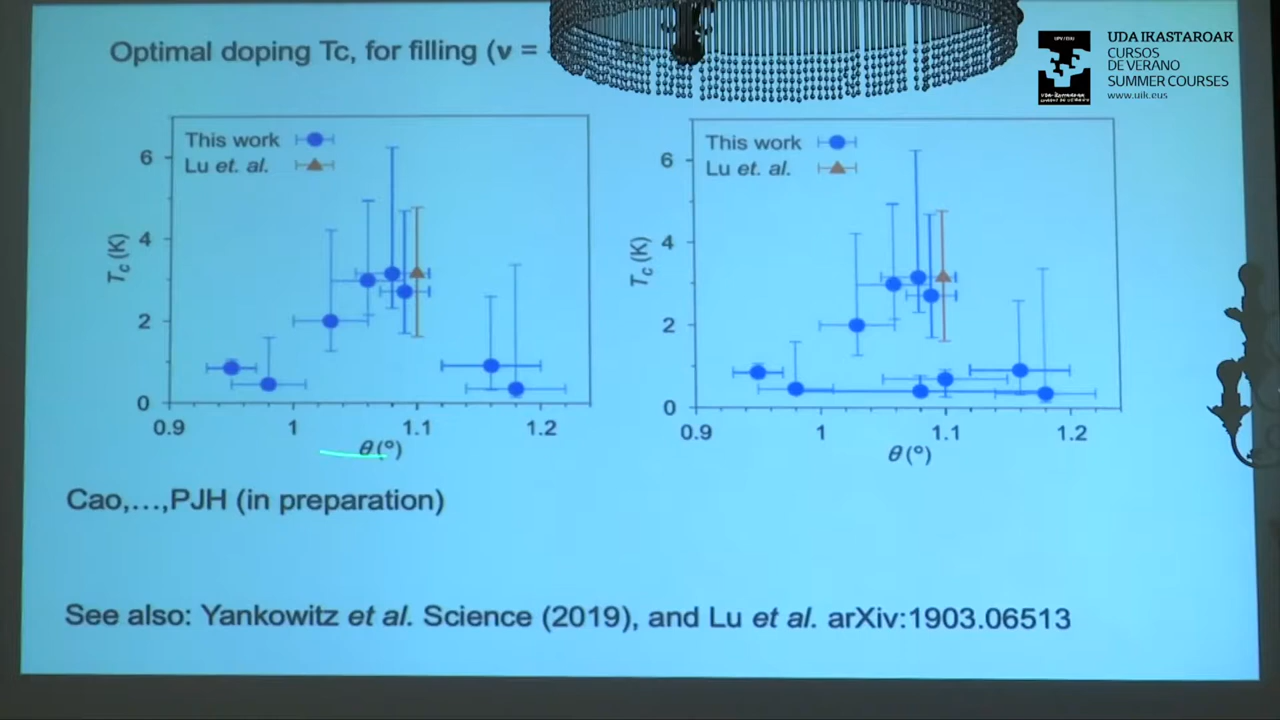 Optimal doping Tc, for filling (ν =
UDA IKASTAROAK
CURSOS
DE VERANO
SUMMER COURSES
www.uik.eus
This work
Lu et. al.
6
4
2
0
Tc (K)
0.9 1 1.1 1.2
θ (°)
This work
Lu et. al.
6
4
2
0
Tc (K)
0.9 1 1.1 1.2
θ (°)
Cao,...,PJH (in preparation)
See also: Yankowitz et al. Science (2019), and Lu et al. arXiv:1903.06513